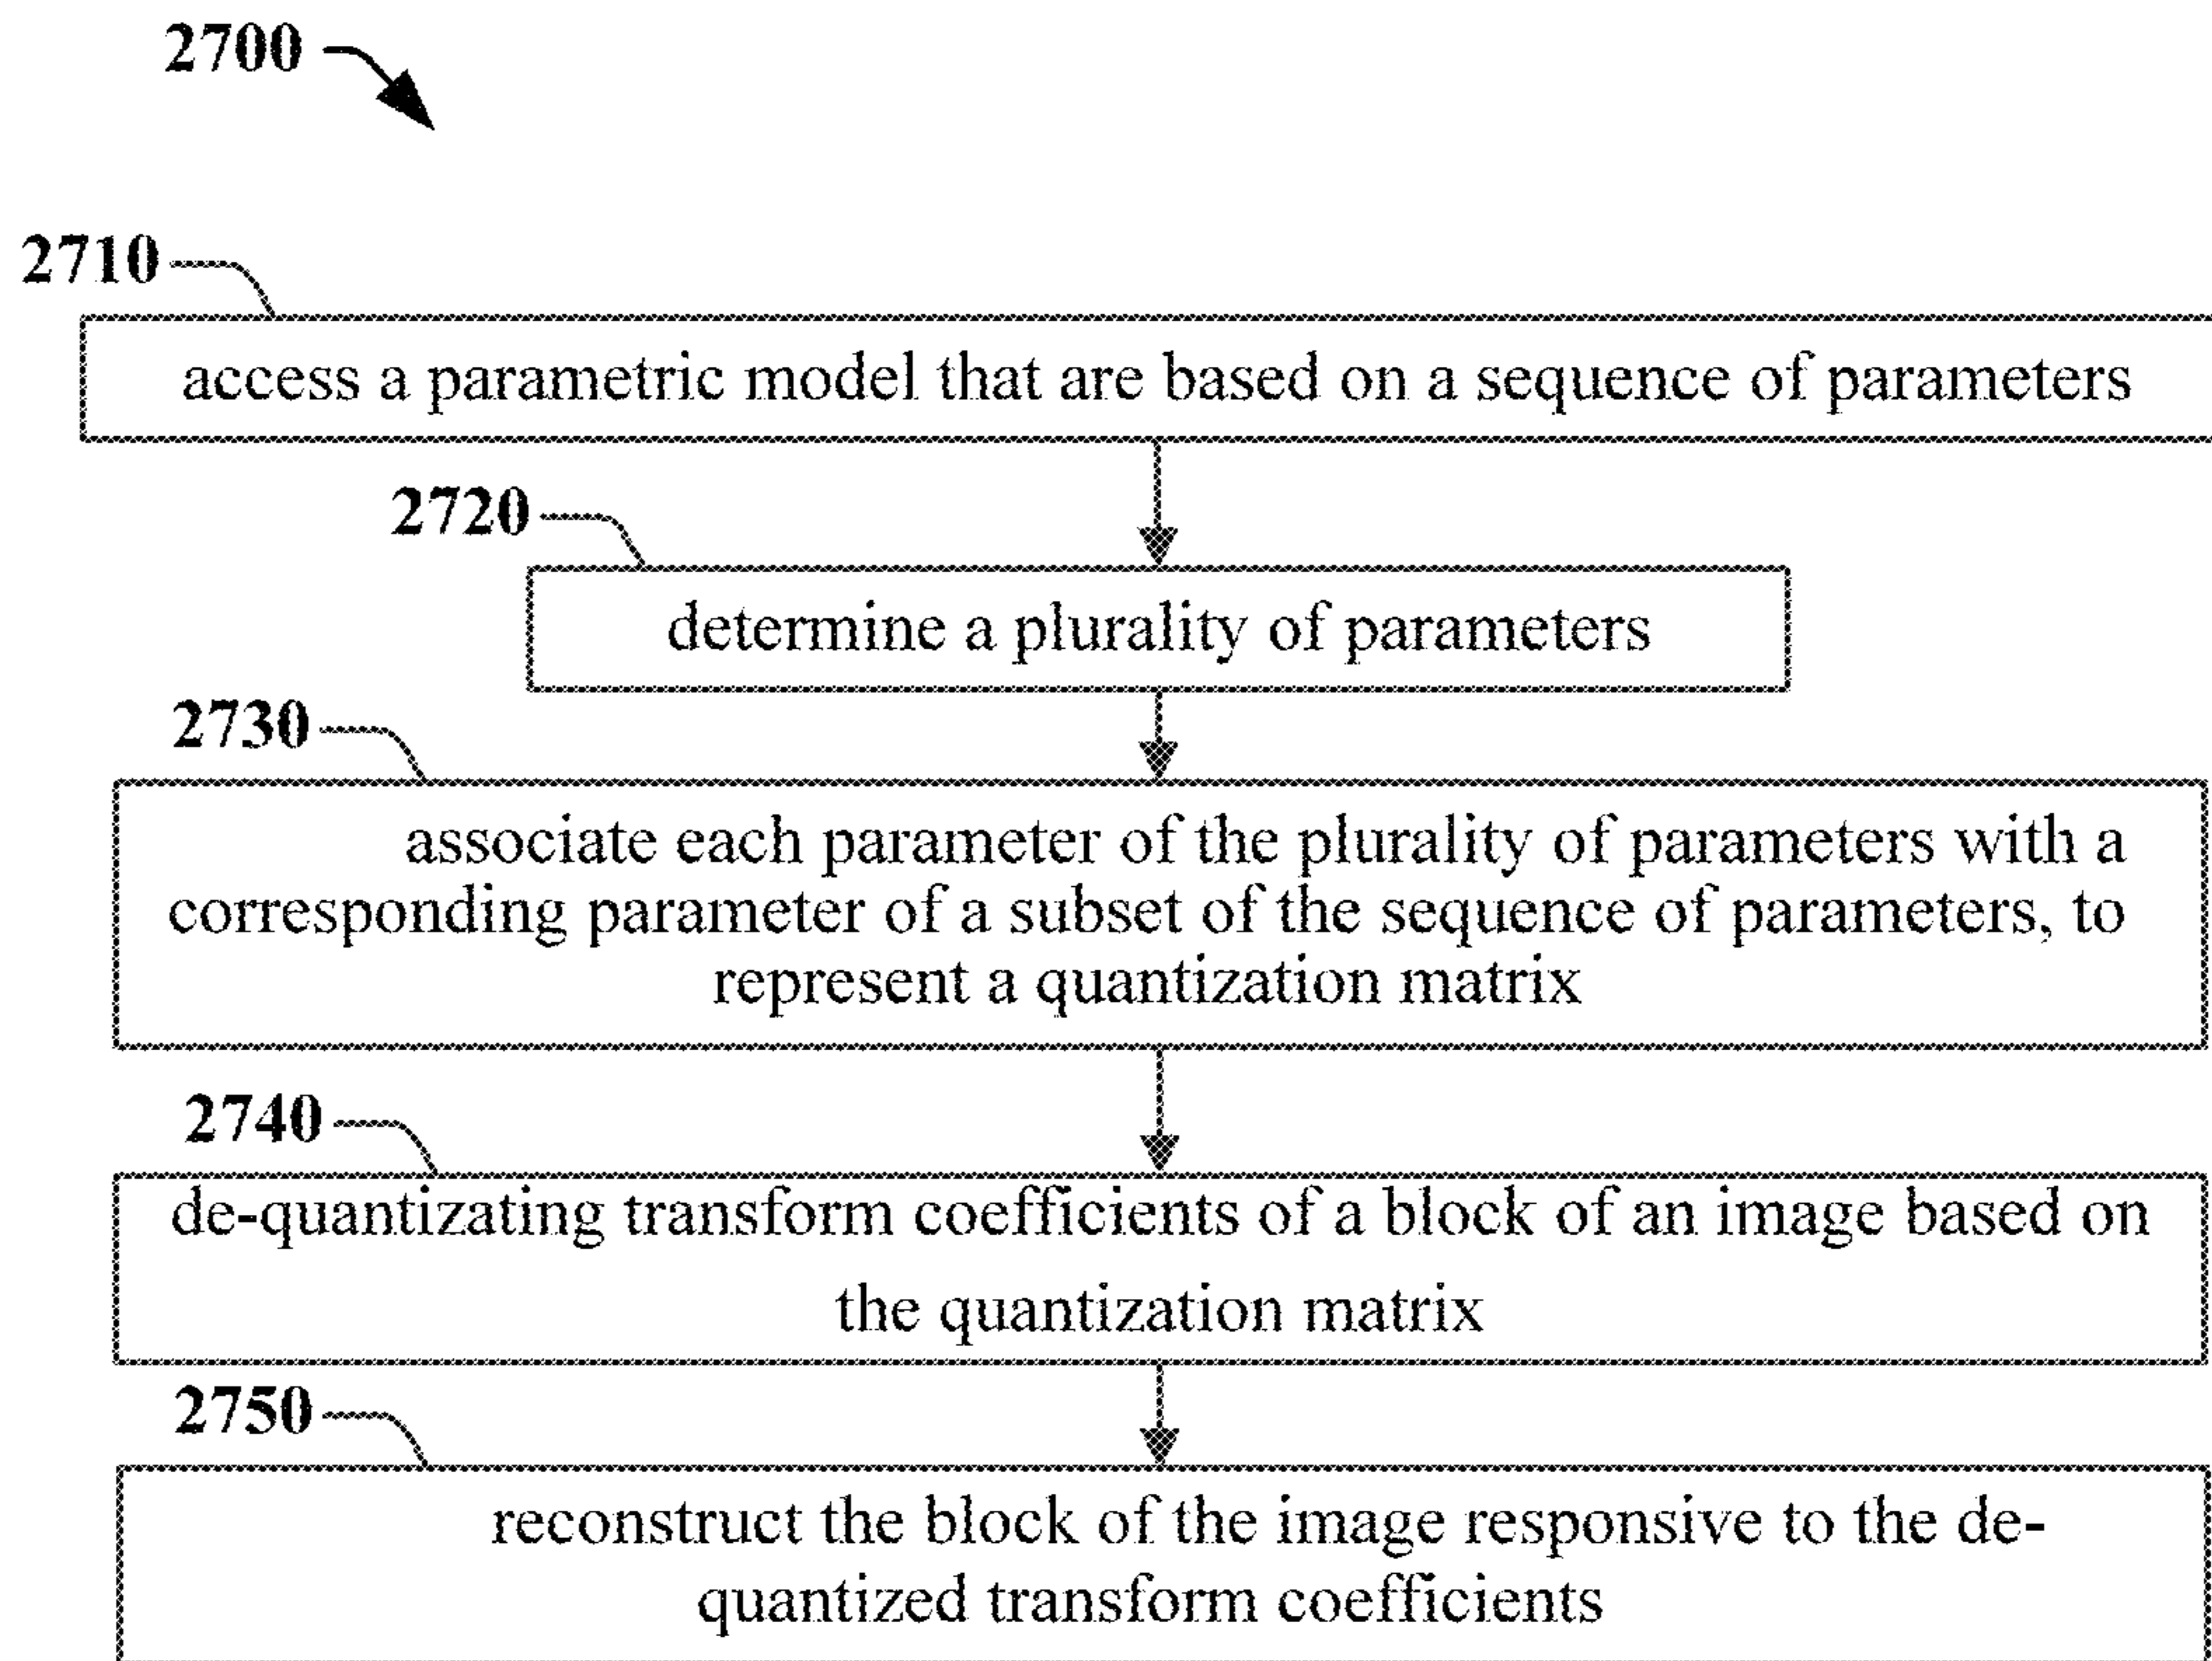 2700
2710
access a parametric model that are based on a sequence of parameters
2720
determine a plurality of parameters
2730
associate each parameter of the plurality of parameters with a
corresponding parameter of a subset of the sequence of parameters, to
represent a quantization matrix
2740
de-quantizating transform coefficients of a block of an image based on
the quantization matrix
2750
reconstruct the block of the image responsive to the de-
quantized transform coefficients